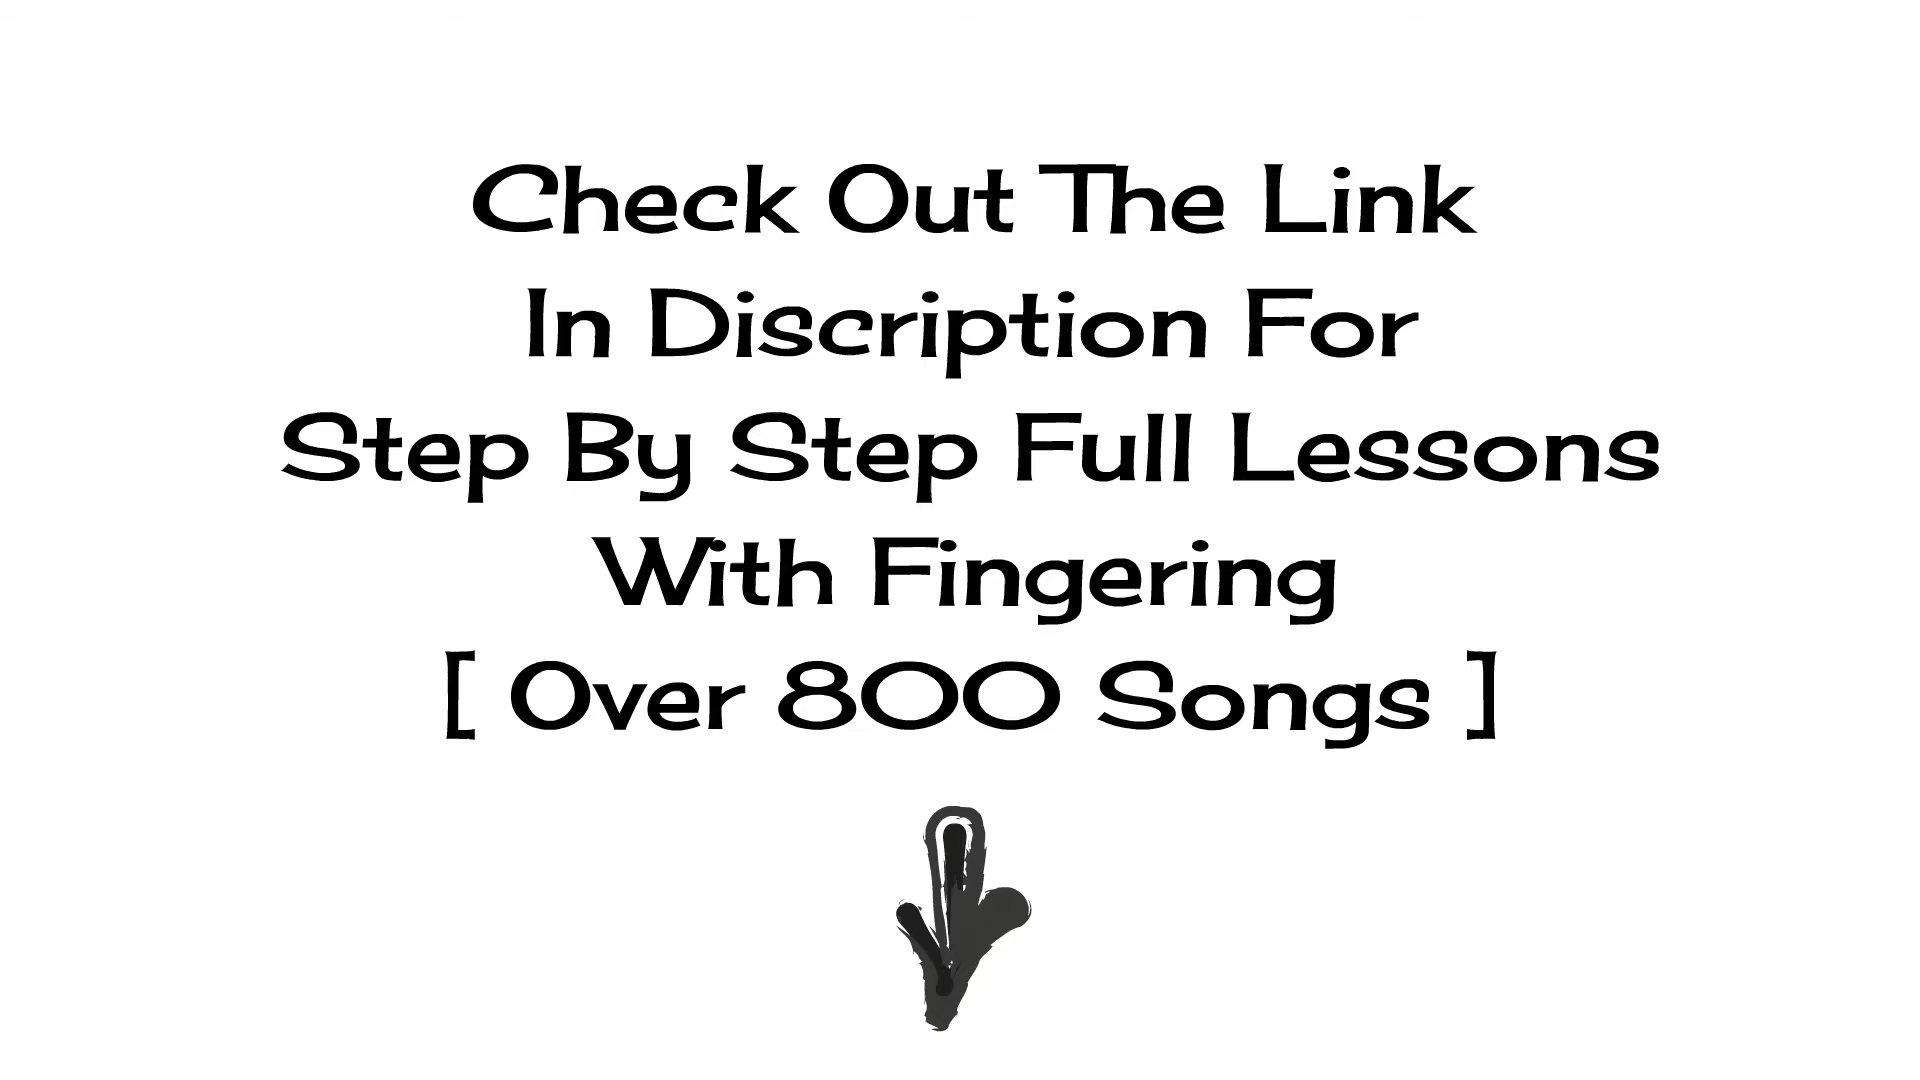 Check Out The Link
In Discription For
Step By Step Full Lessons
With Fingering
[ Over 800 Songs ]